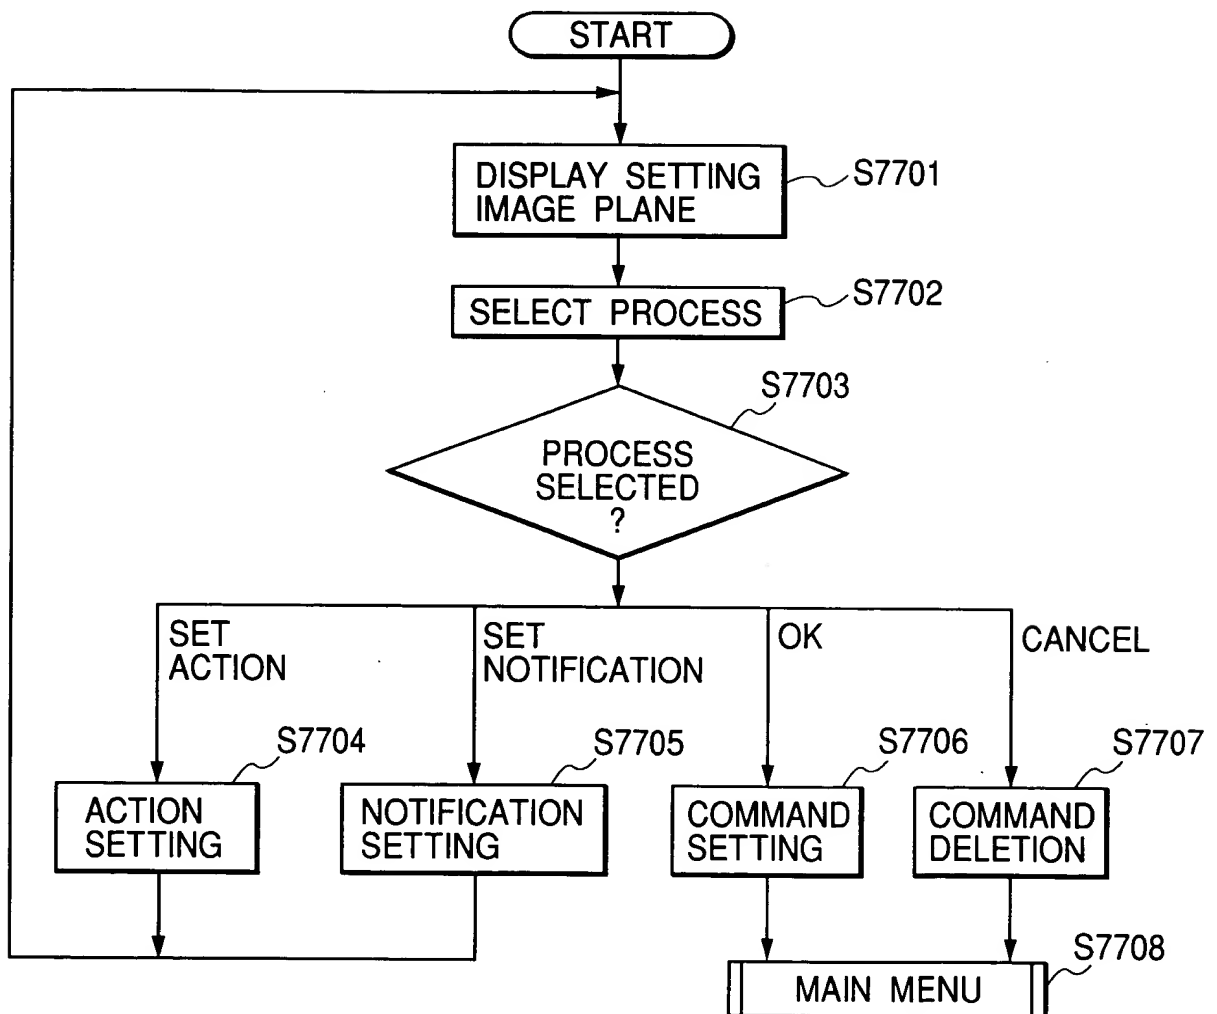 START
DISPLAY SETTING
IMAGE PLANE
S7701
SELECT PROCESS
S7702
S7703
PROCESS
SELECTED
?
SET
ACTION
SET
NOTIFICATION
OK
CANCEL
S7704
S7705
S7706
S7707
ACTION
SETTING
NOTIFICATION
SETTING
COMMAND
SETTING
COMMAND
DELETION
S7708
MAIN MENU